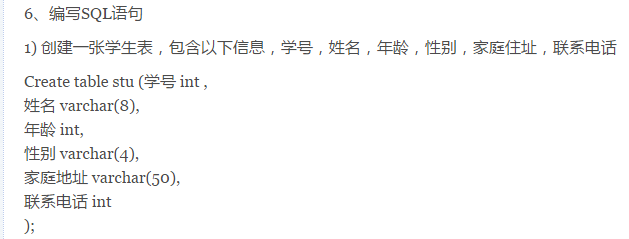 6、编写SQL语句
1) 创建一张学生表，包含以下信息，学号，姓名，年龄，性别，家庭住址，联系电话
Create table stu (学号 int ,
姓名 varchar(8),
年龄 int,
性别 varchar(4),
家庭地址 varchar(50),
联系电话 int
);